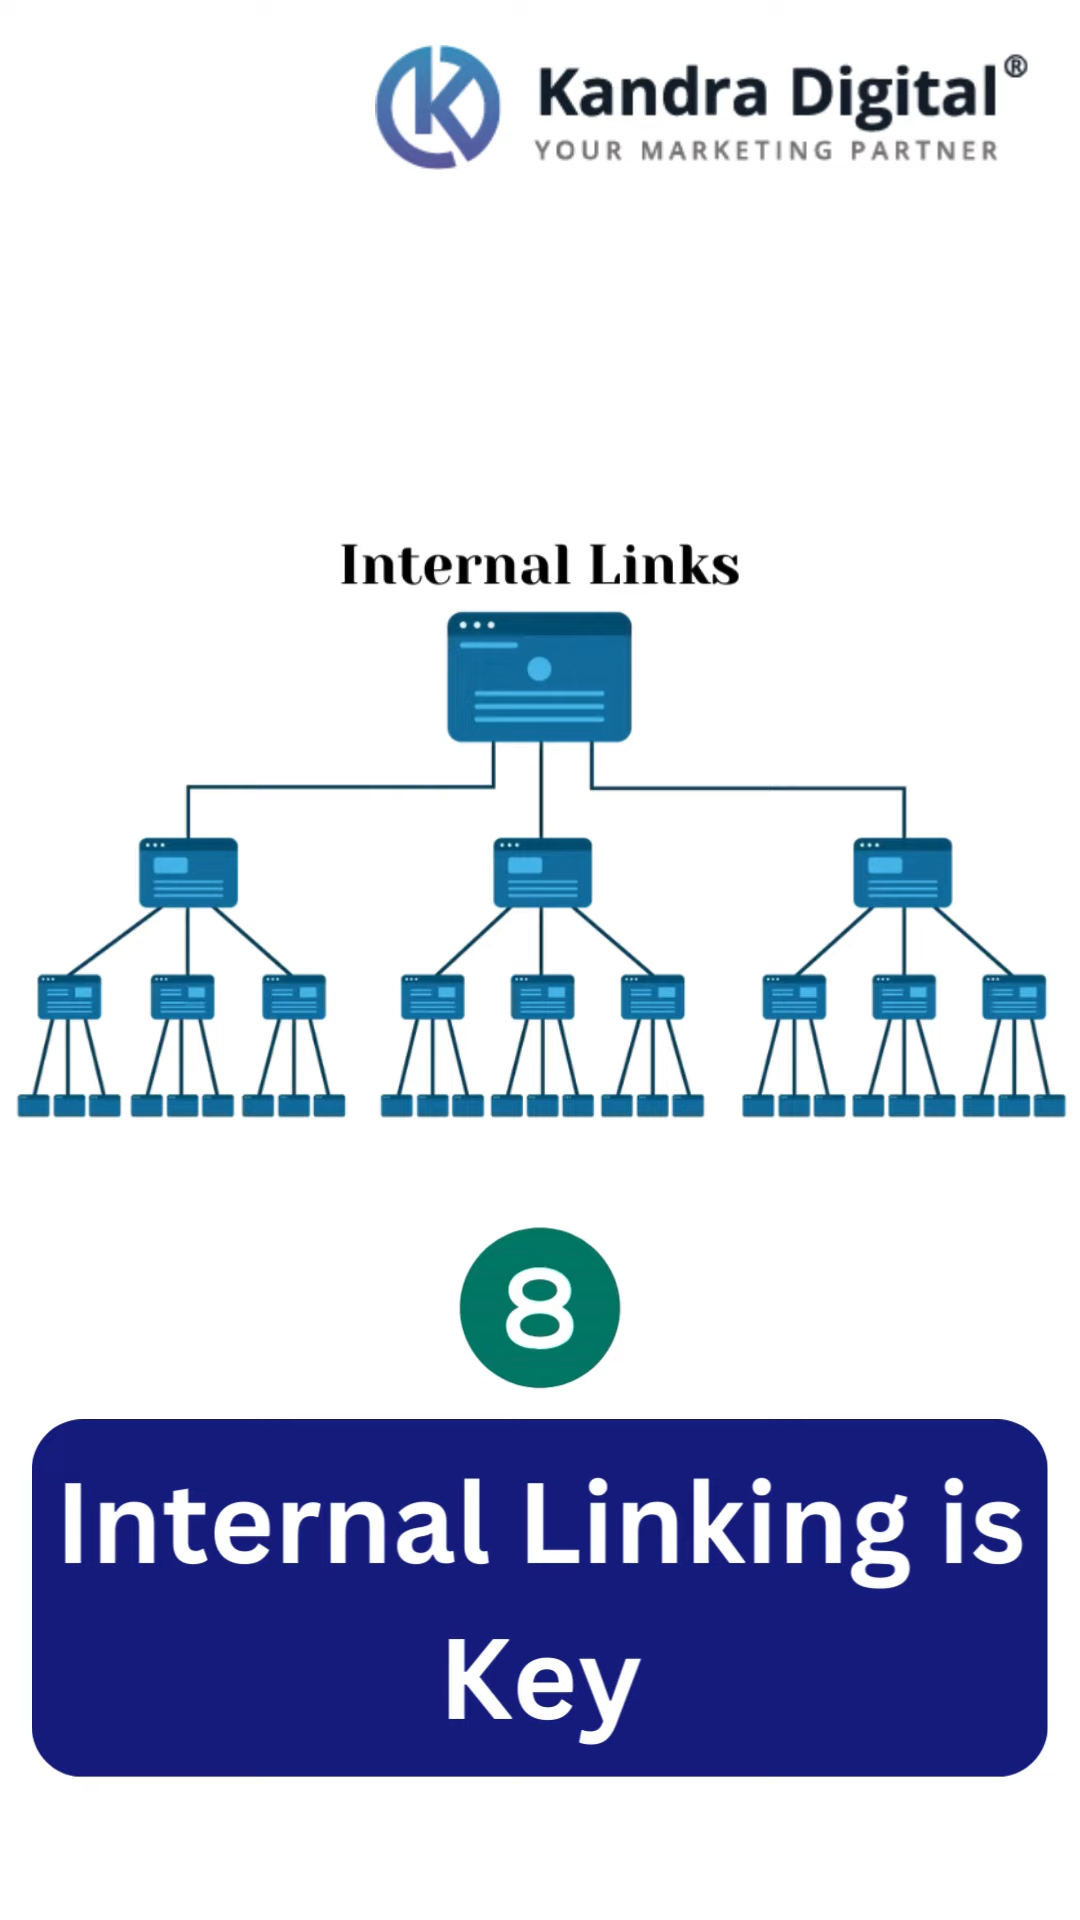 Kandra Digital®
YOUR MARKETING PARTNER
Internal Links
8
Internal Linking is
Key